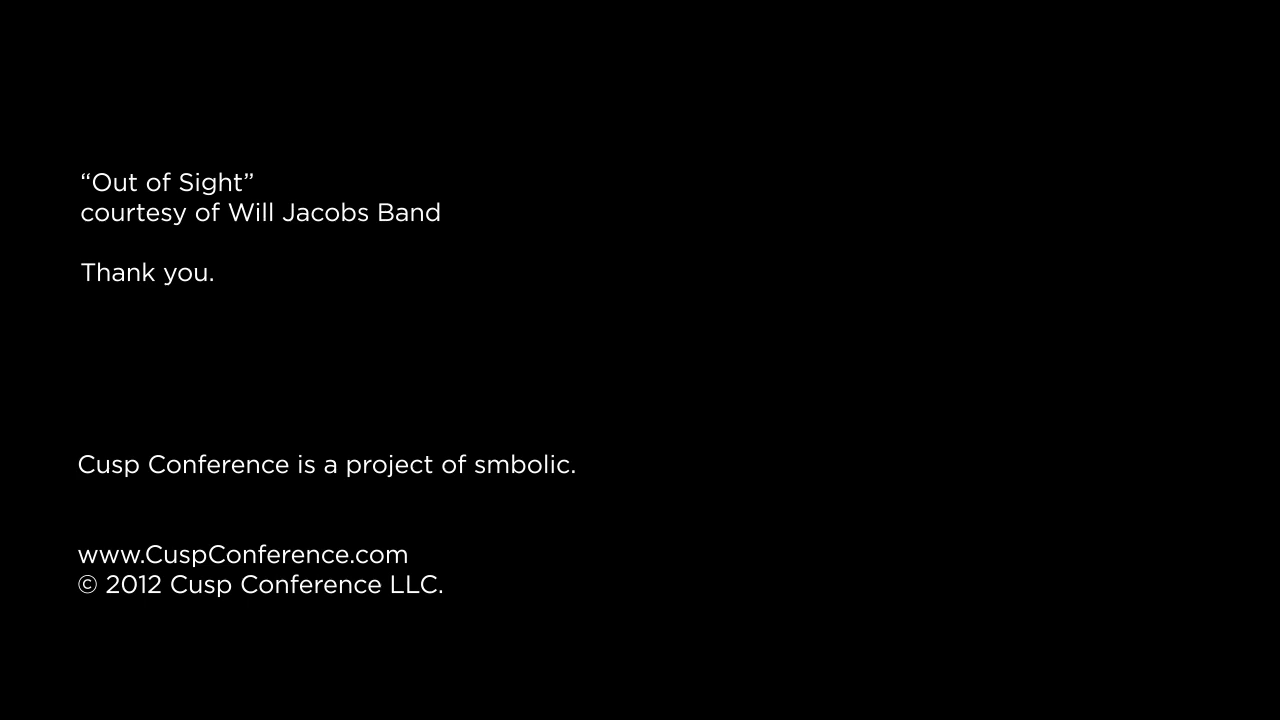 “Out of Sight”
courtesy of Will Jacobs Band
Thank you.
Cusp Conference is a project of smbolic.
www.CuspConference.com
© 2012 Cusp Conference LLC.